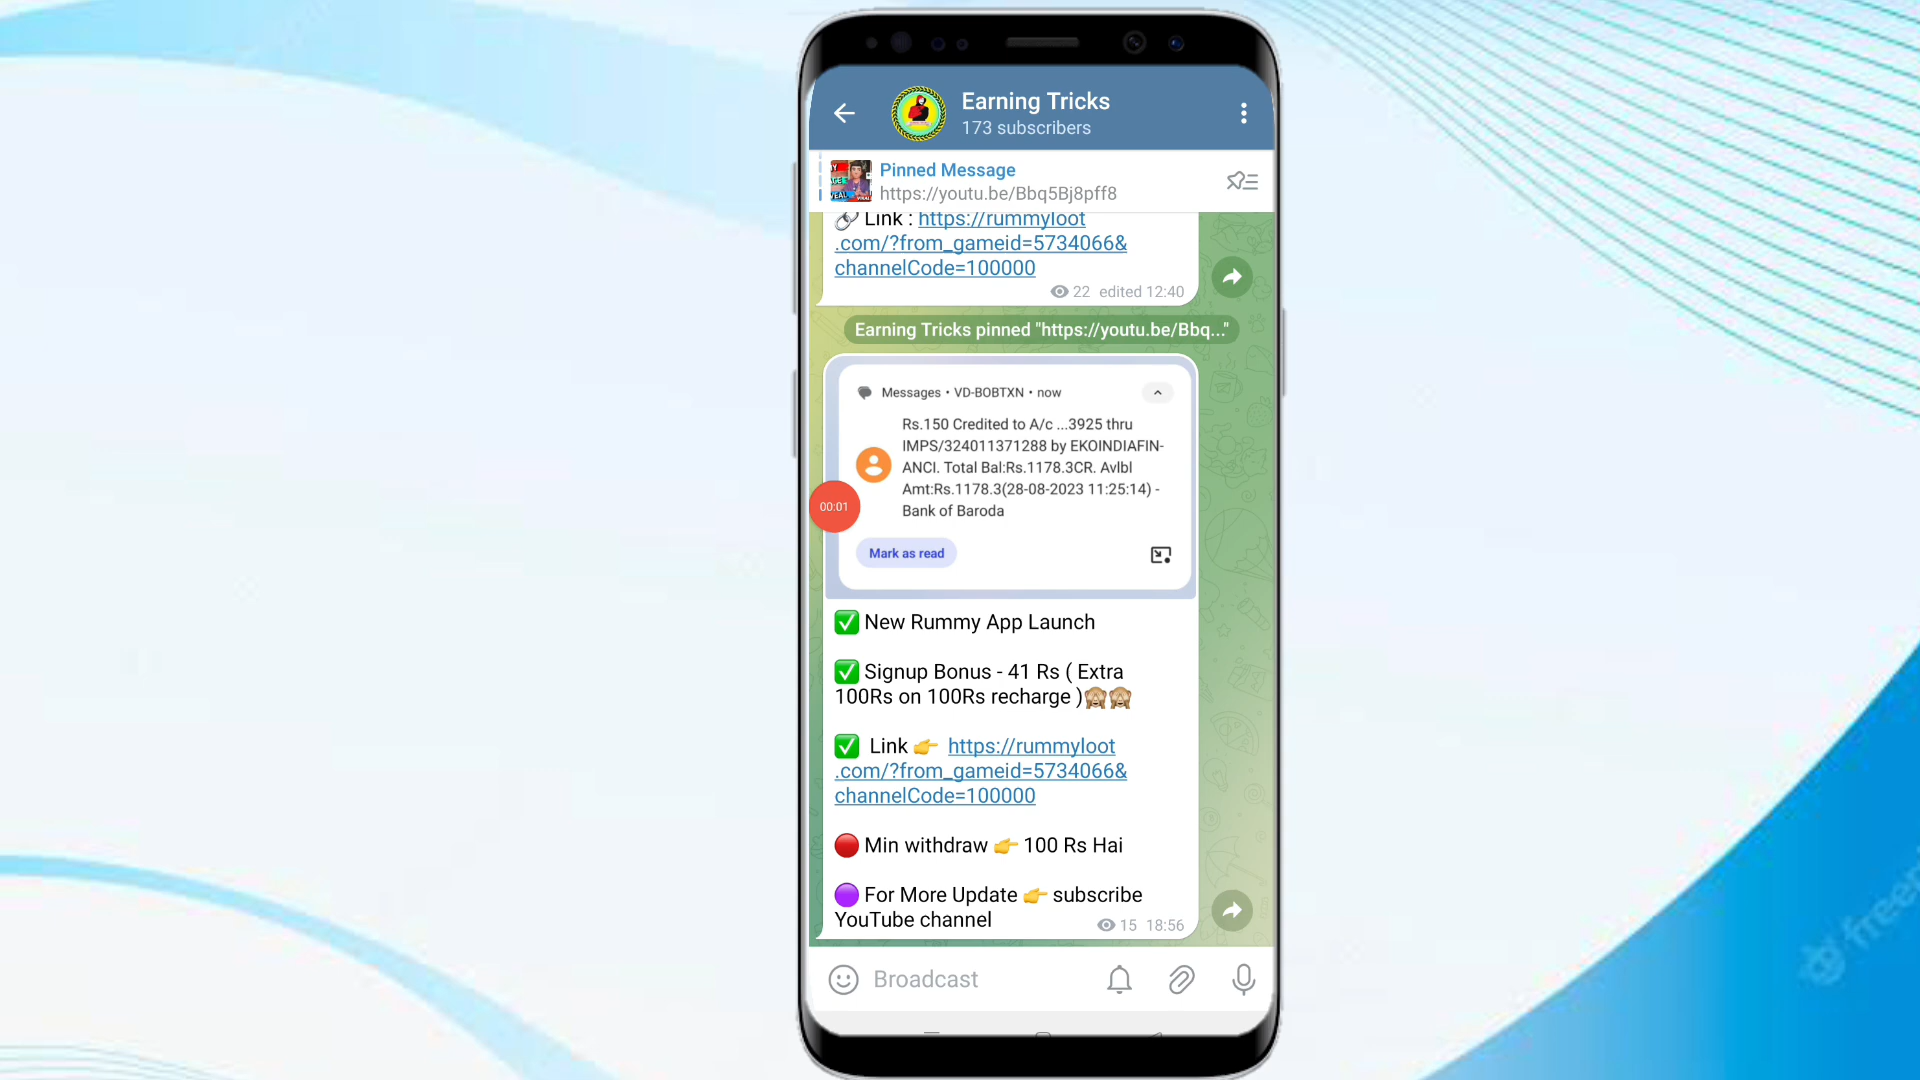 Earning Tricks
173 subscribers
Pinned Message
https://youtu.be/Bbq5Bj8pff8
🔗 Link : https://rummyloot
.com/?from_gameid=5734066&
channelCode=100000
22 edited 12:40
Earning Tricks pinned "https://youtu.be/Bbq..."
Messages • VD-BOBTXN • now
Rs.150 Credited to A/c ...3925 thru
IMPS/324011371288 by EKOINDIAFIN-
ANCI. Total Bal:Rs.1178.3CR. Avlbl
Amt:Rs.1178.3(28-08-2023 11:25:14) -
Bank of Baroda
00:01
Mark as read
✅ New Rummy App Launch
✅ Signup Bonus - 41 Rs ( Extra
100Rs on 100Rs recharge )🙈🙈
✅ Link 👉 https://rummyloot
.com/?from_gameid=5734066&
channelCode=100000
🔴 Min withdraw 👉 100 Rs Hai
🟣 For More Update 👉 subscribe
YouTube channel
15 18:56
Broadcast